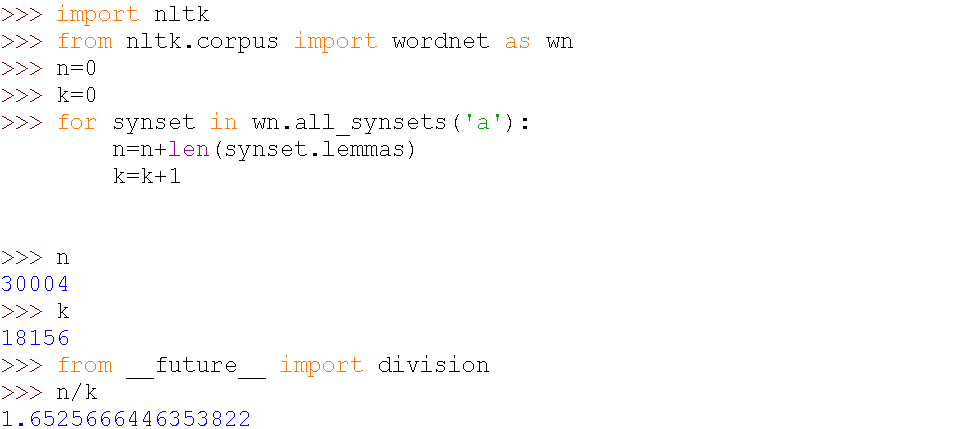 >>> import nltk
>>> from nltk.corpus import wordnet as wn
>>> n=0
>>> k=0
>>> for synset in wn.all_synsets('a'):
        n=n+len(synset.lemmas)
        k=k+1
>>> n
30004
>>> k
18156
>>> from __future__ import division
>>> n/k
1.6525666446353822